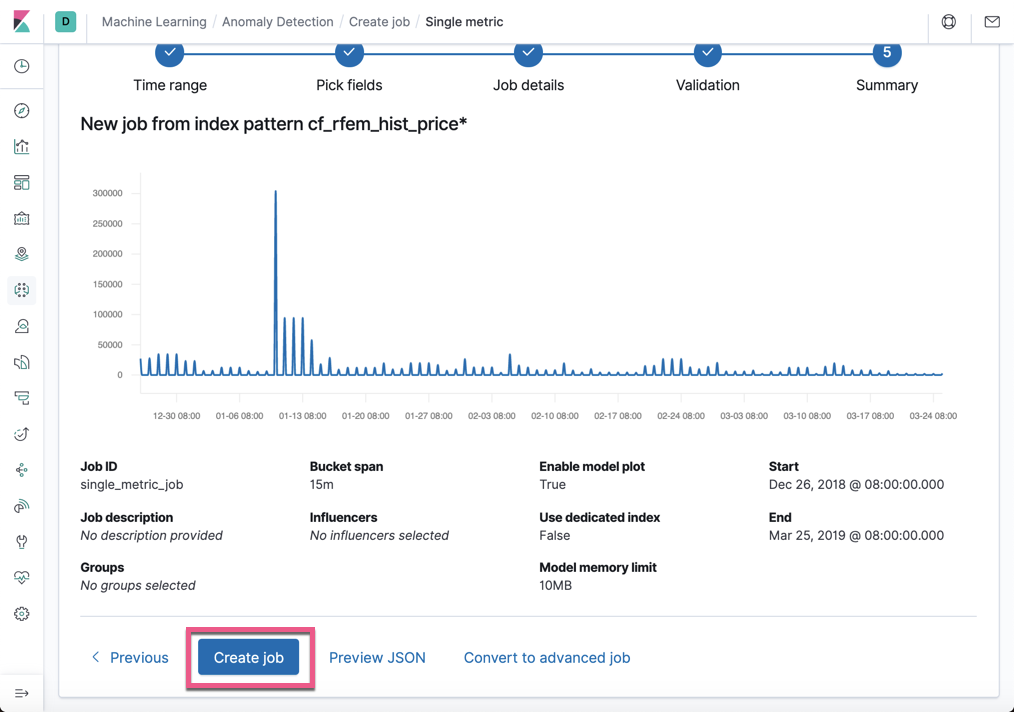 D Machine Learning / Anomaly Detection / Create job / Single metric
5
Time range Pick fields Job details Validation Summary
New job from index pattern cf_rfem_hist_price*
300000
250000
200000
150000
100000
50000
0
12-30 08:00 01-06 08:00 01-13 08:00 01-20 08:00 01-27 08:00 02-03 08:00 02-10 08:00 02-17 08:00 02-24 08:00 03-03 08:00 03-10 08:00 03-17 08:00 03-24 08:00
Job ID Bucket span Enable model plot Start
single_metric_job 15m True Dec 26, 2018 @ 08:00:00.000
Job description Influencers Use dedicated index End
No description provided No influencers selected False Mar 25, 2019 @ 08:00:00.000
Groups Model memory limit
No groups selected 10MB
Previous Create job Preview JSON Convert to advanced job